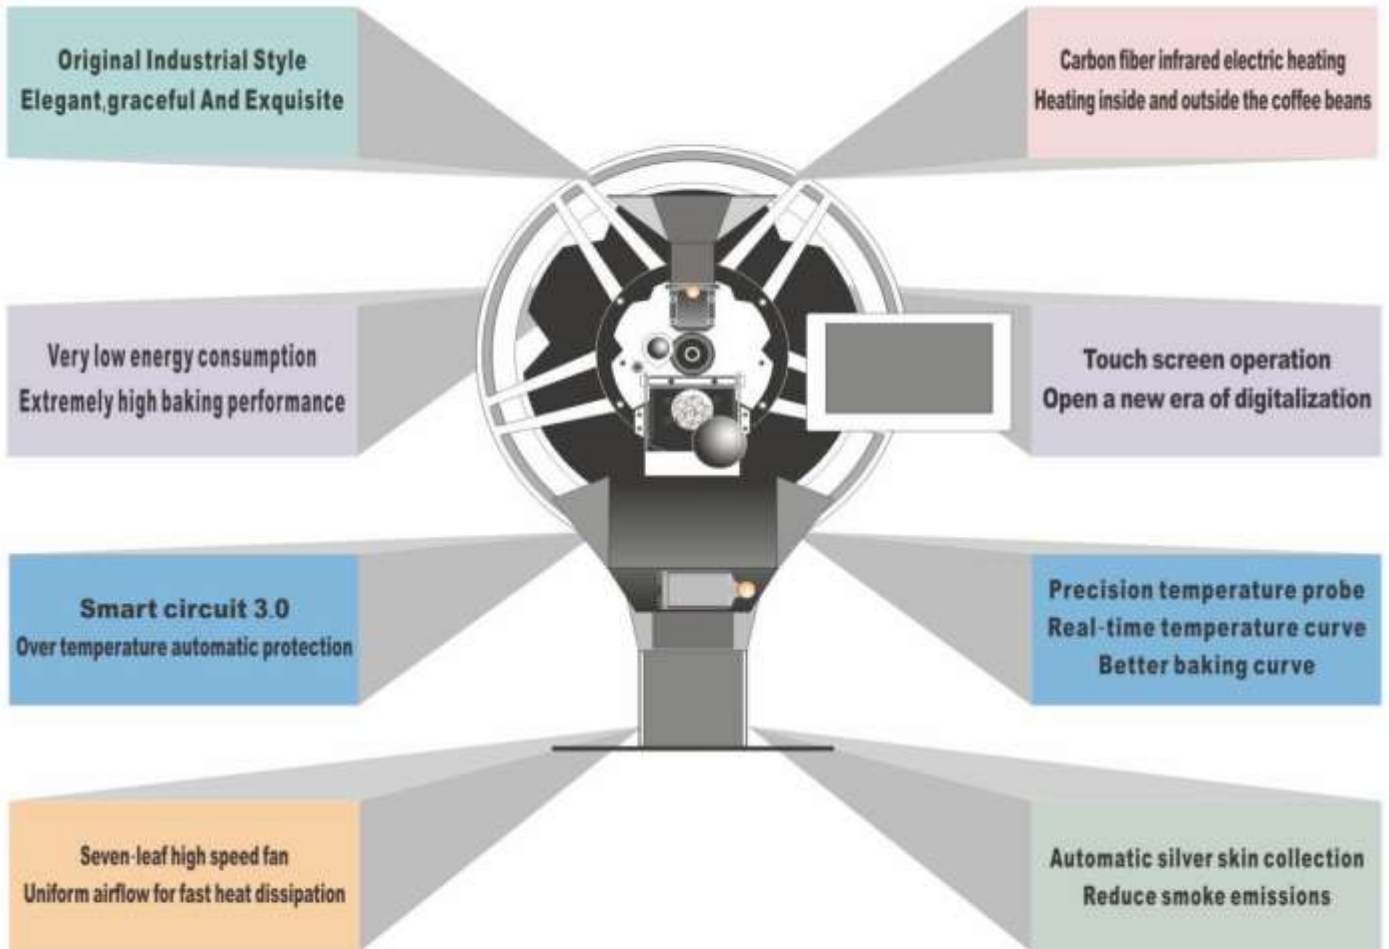 Original Industrial Style
Elegant,graceful And Exquisite
Carbon fiber infrared electric heating
Heating inside and outside the coffee beans
Very low energy consumption
Extremely high baking performance
Touch screen operation
Open a new era of digitalization
Smart circuit 3.0
Over temperature automatic protection
Precision temperature probe
Real-time temperature curve
Better baking curve
Seven-leaf high speed fan
Uniform airflow for fast heat dissipation
Automatic silver skin collection
Reduce smoke emissions